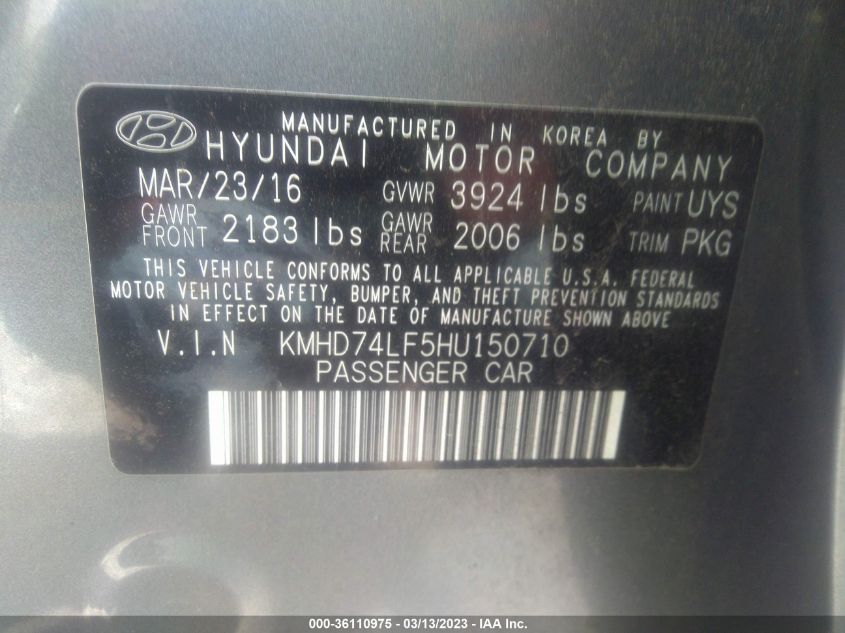 MANUFACTURED IN KOREA BY
HYUNDAI MOTOR COMPANY
MAR/23/16 GVWR 3924 lbs PAINT UYS
GAWR FRONT 2183 lbs GAWR REAR 2006 lbs TRIM PKG
THIS VEHICLE CONFORMS TO ALL APPLICABLE U.S.A. FEDERAL
MOTOR VEHICLE SAFETY, BUMPER, AND THEFT PREVENTION STANDARDS
IN EFFECT ON THE DATE OF MANUFACTURE SHOWN ABOVE
V.I.N KMHD74LF5HU150710
PASSENGER CAR
000-36110975 - 03/13/2023 - IAA Inc.